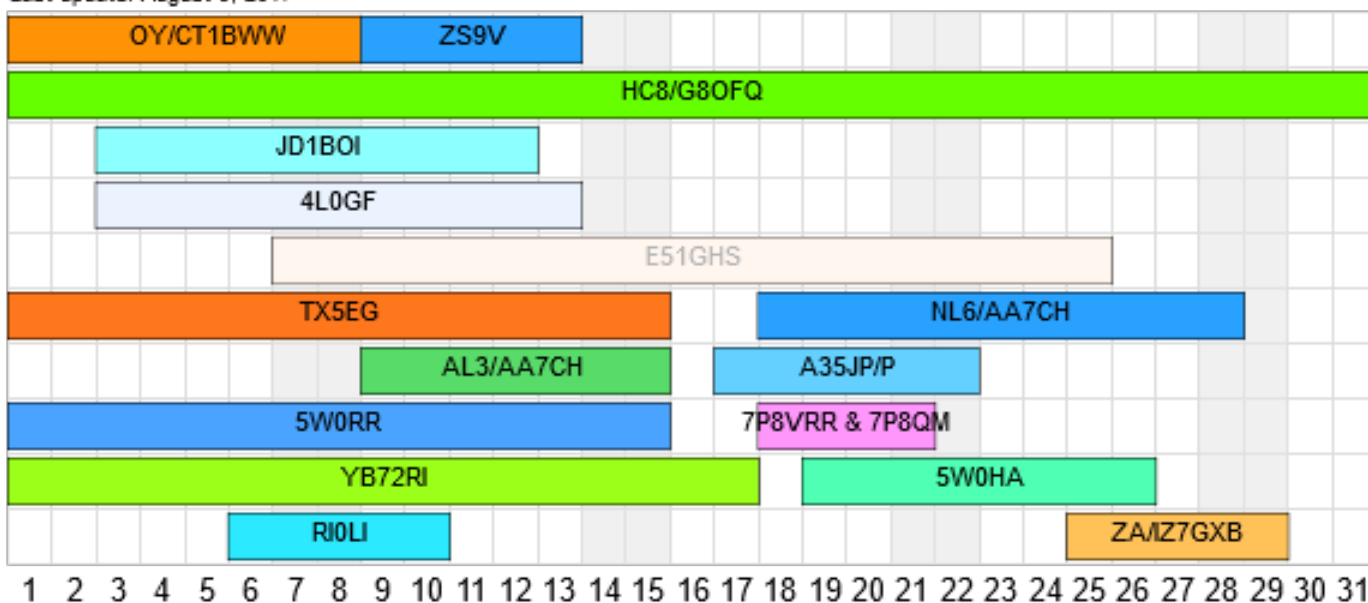 OY/CT1BWW ZS9V
HC8/G8OFQ
JD1BOI
4L0GF
E51GHS
TX5EG NL6/AA7CH
AL3/AA7CH A35JP/P
5W0RR 7P8VRR & 7P8QM
YB72RI 5W0HA
RI0LI ZA/IZ7GXB
1 2 3 4 5 6 7 8 9 10 11 12 13 14 15 16 17 18 19 20 21 22 23 24 25 26 27 28 29 30 31